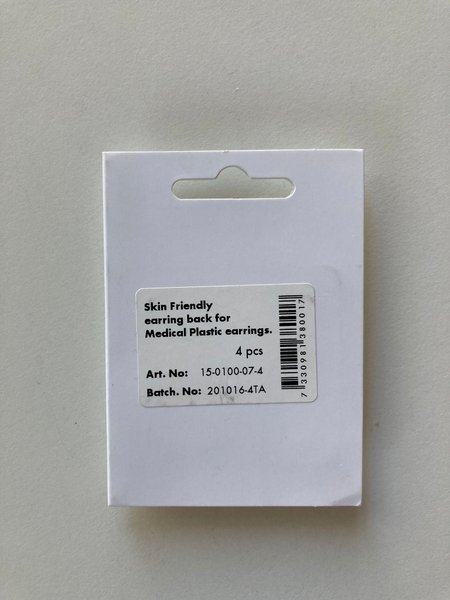 Skin Friendly
earring back for
Medical Plastic earrings.
4 pcs
Art. No: 15-0100-07-4
Batch. No: 201016-4TA
7 330981 380017